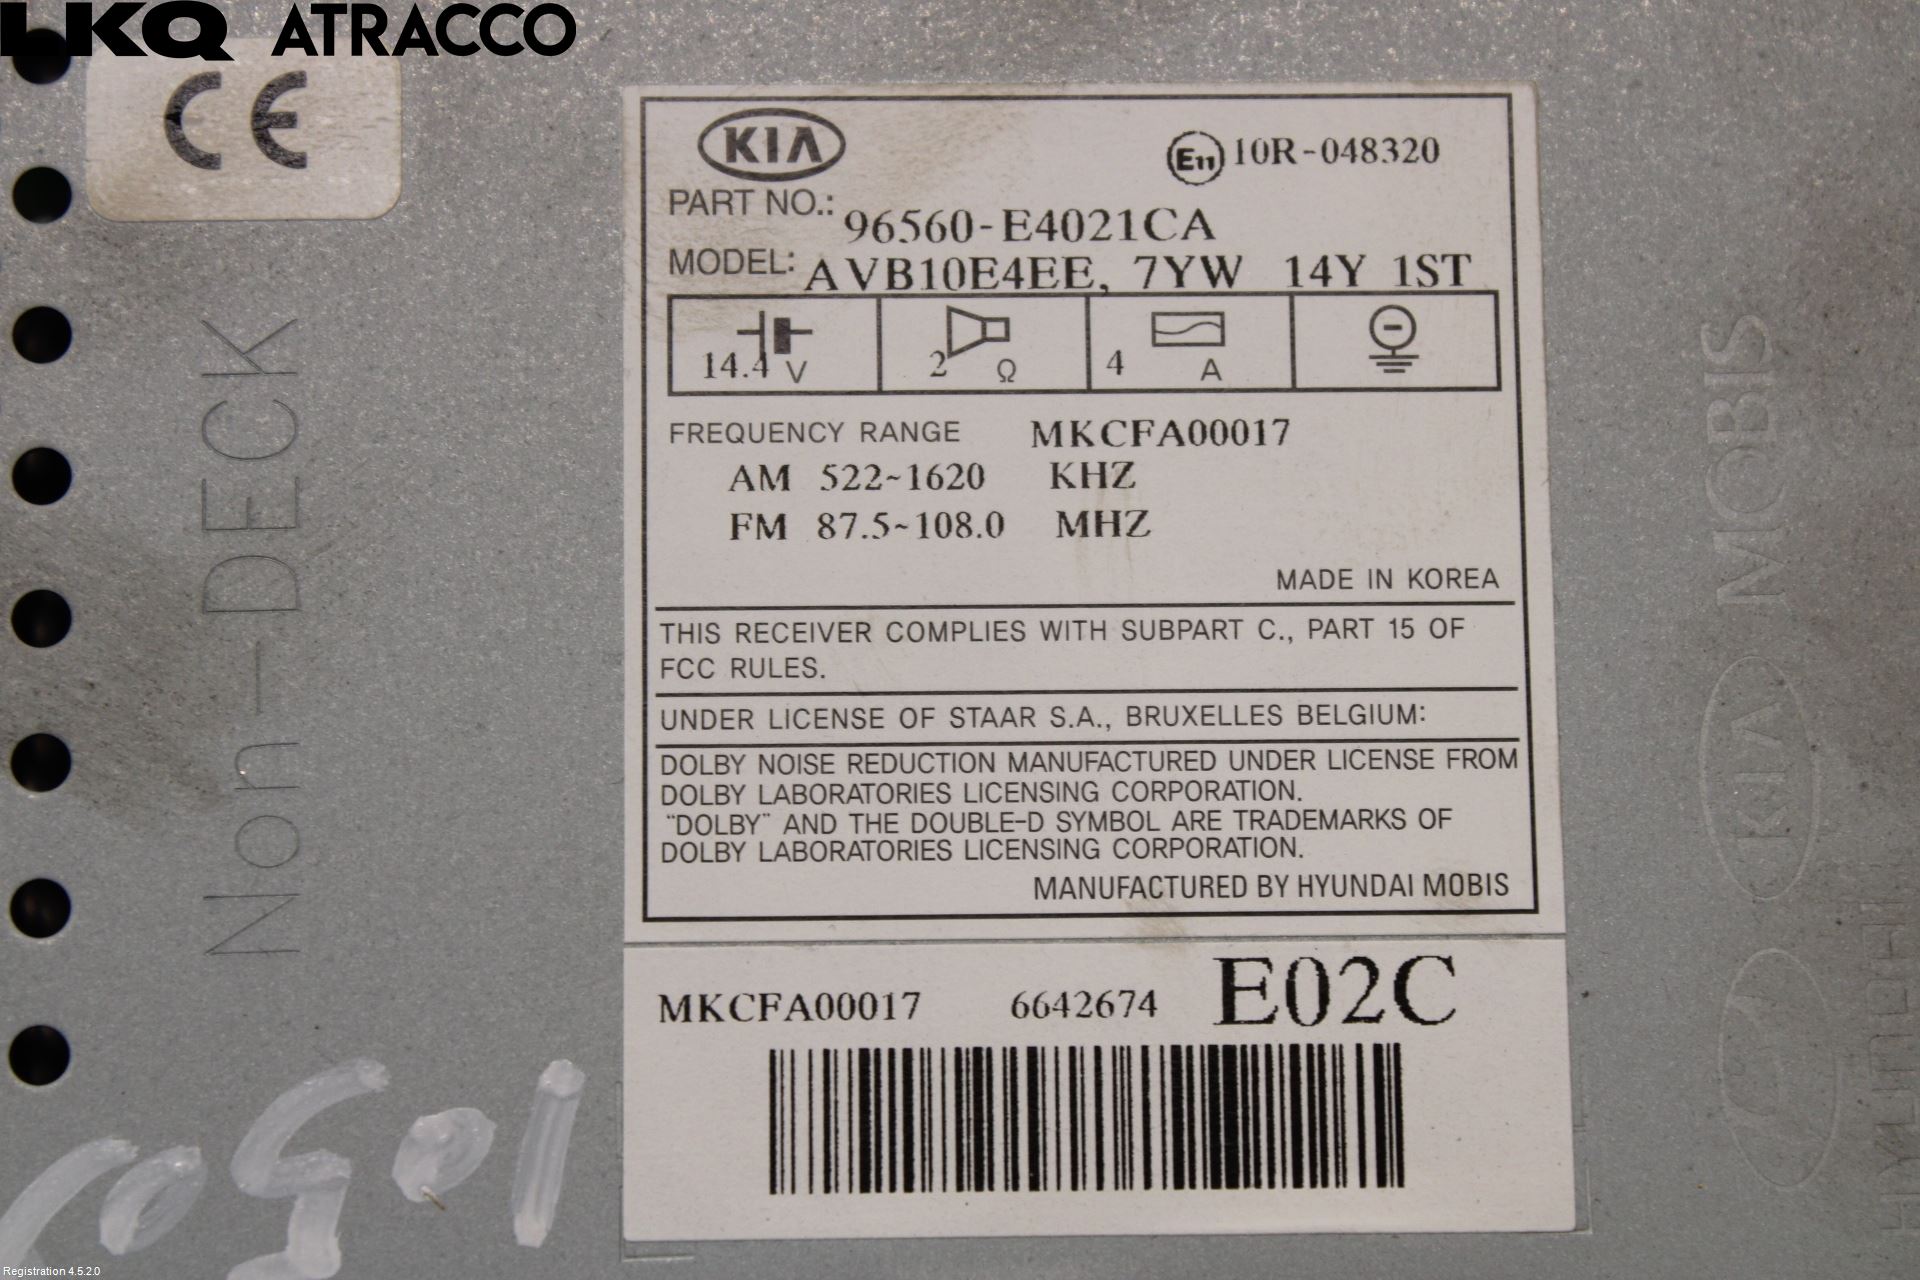 LKQ ATRACCO
CE
KIA
E11 10R-048320
PART NO.: 96560-E4021CA
MODEL: AVB10E4EE, 7YW 14Y 1ST
14.4 V 2 Ω 4 A
FREQUENCY RANGE MKCFA00017
AM 522~1620 KHZ
FM 87.5~108.0 MHZ
MADE IN KOREA
THIS RECEIVER COMPLIES WITH SUBPART C., PART 15 OF
FCC RULES.
UNDER LICENSE OF STAAR S.A., BRUXELLES BELGIUM:
DOLBY NOISE REDUCTION MANUFACTURED UNDER LICENSE FROM
DOLBY LABORATORIES LICENSING CORPORATION.
"DOLBY" AND THE DOUBLE-D SYMBOL ARE TRADEMARKS OF
DOLBY LABORATORIES LICENSING CORPORATION.
MANUFACTURED BY HYUNDAI MOBIS
MKCFA00017 6642674 E02C
Non-DECK
MOBIS
KIA
HYUNDAI
Registration 4.5.2.0